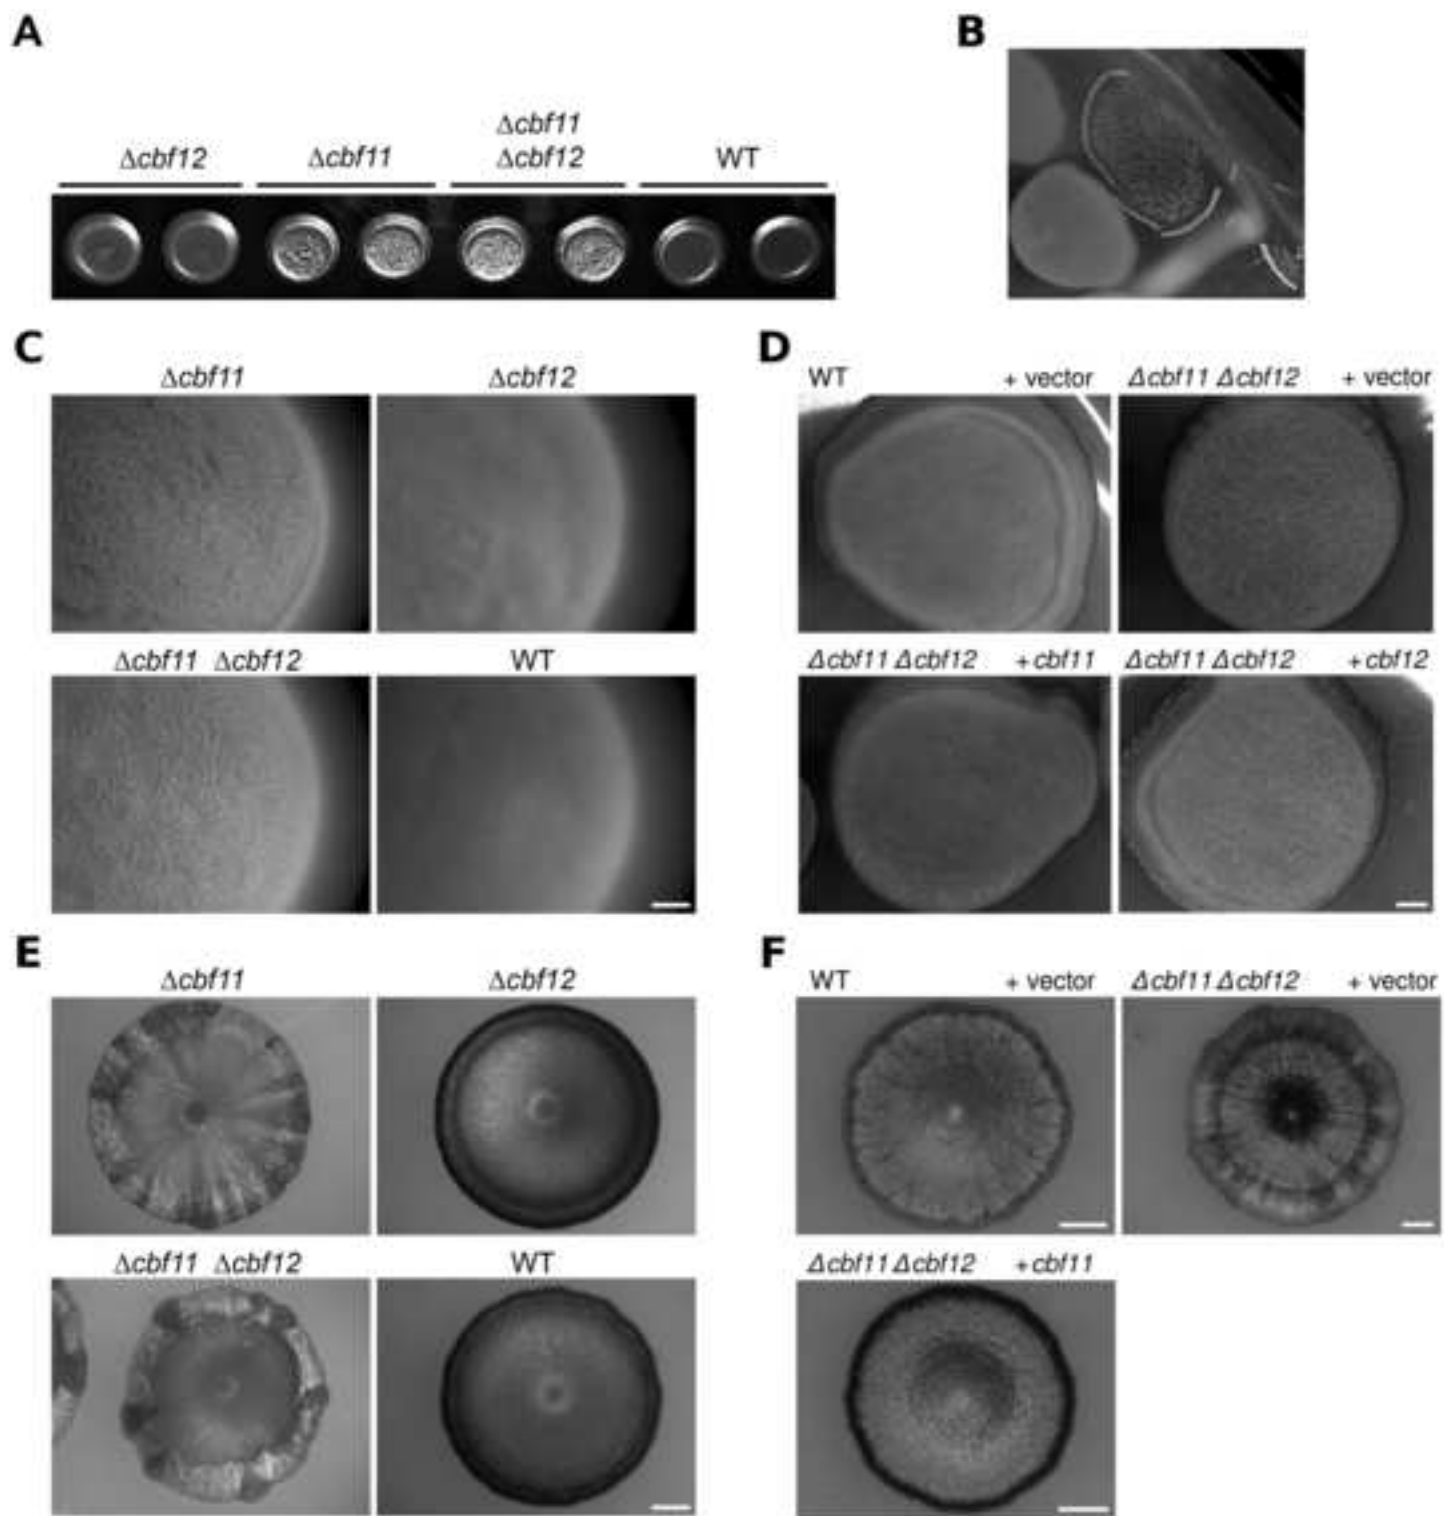 A
B
Δcbf11
Δcbf12 Δcbf11 Δcbf12 WT
C
D
Δcbf11 Δcbf12
WT + vector Δcbf11 Δcbf12 + vector
Δcbf11 Δcbf12 WT
Δcbf11 Δcbf12 +cbf11 Δcbf11 Δcbf12 +cbf12
E
F
Δcbf11 Δcbf12
WT + vector Δcbf11 Δcbf12 + vector
Δcbf11 Δcbf12 WT
Δcbf11 Δcbf12 +cbf11